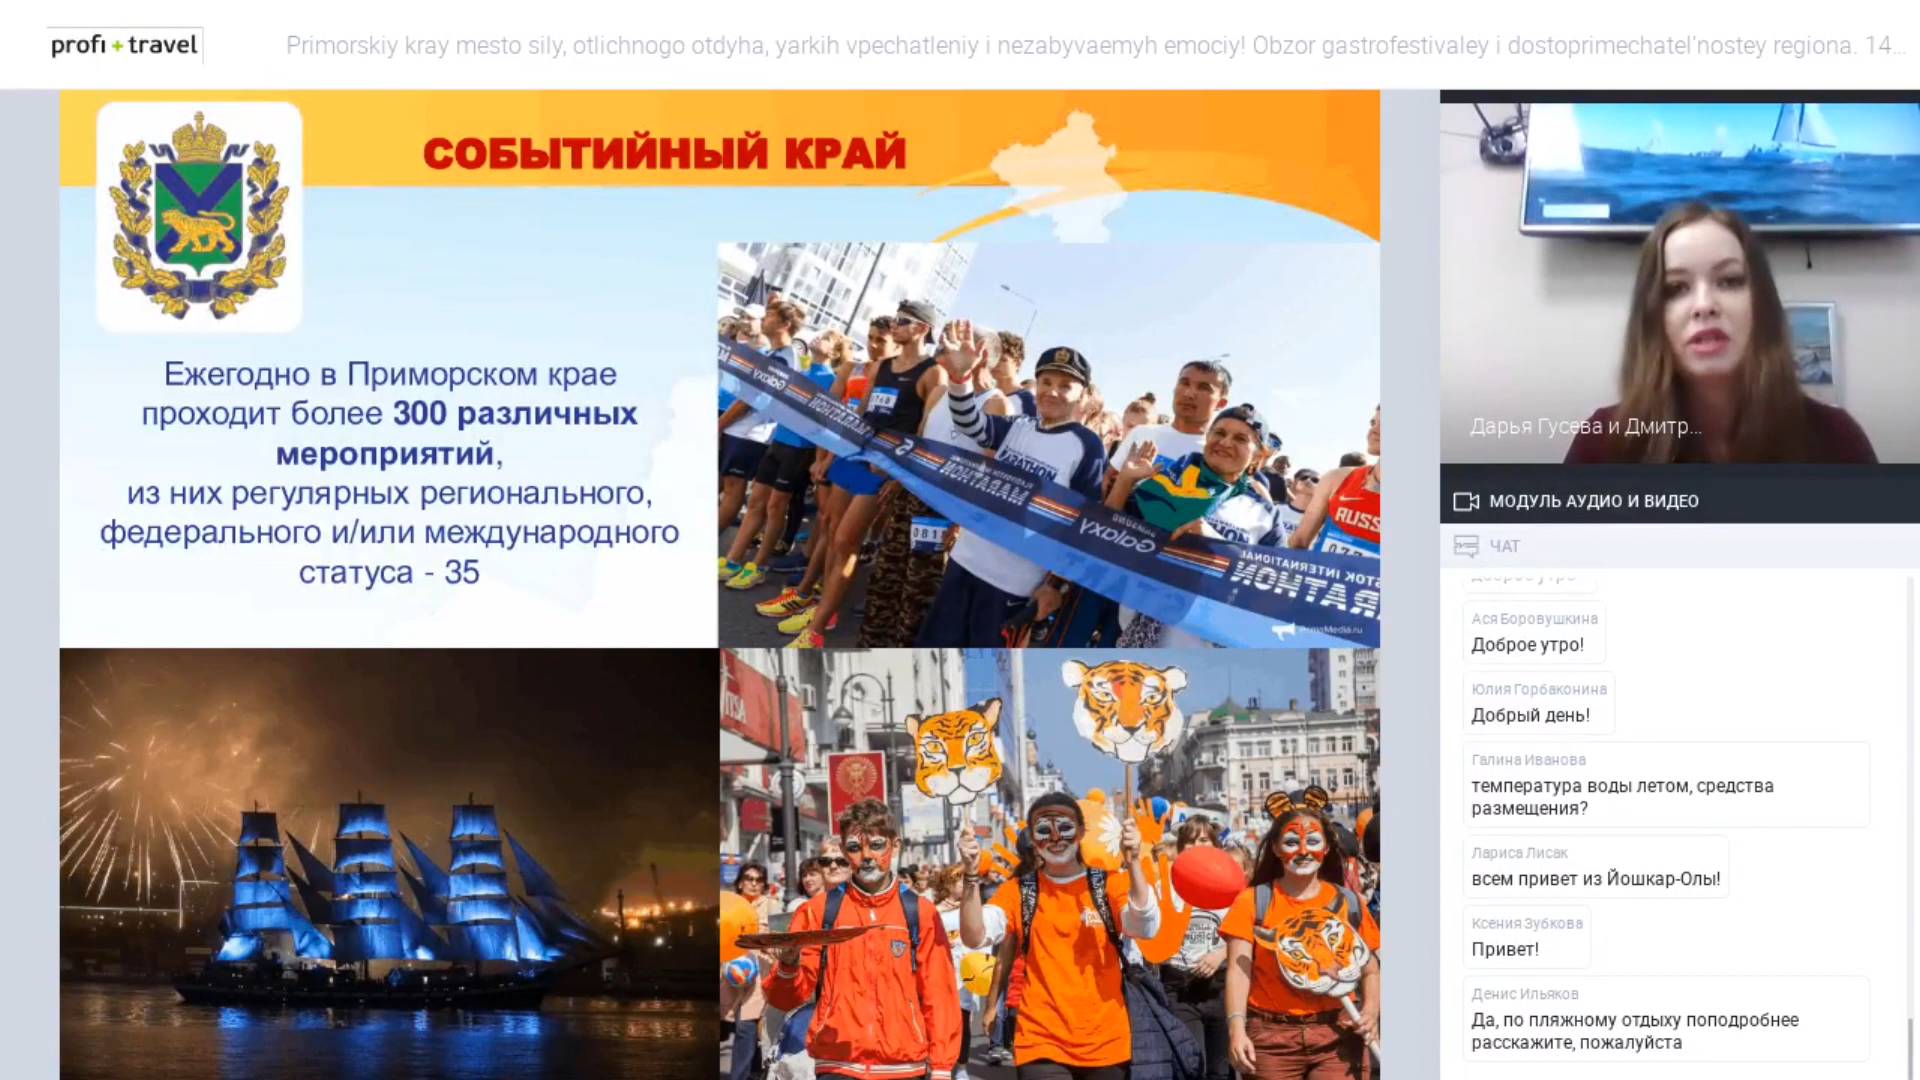 profi + travel
Primorskiy kray mesto sily, otlichnogo otdyha, yarkih vpechatleniy i nezabyvaemyh emociy! Obzor gastrofestivaley i dostoprimechatel'nostey regiona. 14...
СОБЫТИЙНЫЙ КРАЙ
Ежегодно в Приморском крае
проходит более 300 различных
мероприятий,
из них регулярных регионального,
федерального и/или международного
статуса - 35
Дарья Гусева и Дмитр...
МОДУЛЬ АУДИО И ВИДЕО
ЧАТ
Ася Боровушкина
Доброе утро!
Юлия Горбаконина
Добрый день!
Галина Иванова
температура воды летом, средства
размещения?
Лариса Лисак
всем привет из Йошкар-Олы!
Ксения Зубкова
Привет!
Денис Ильяков
Да, по пляжному отдыху поподробнее
расскажите, пожалуйста